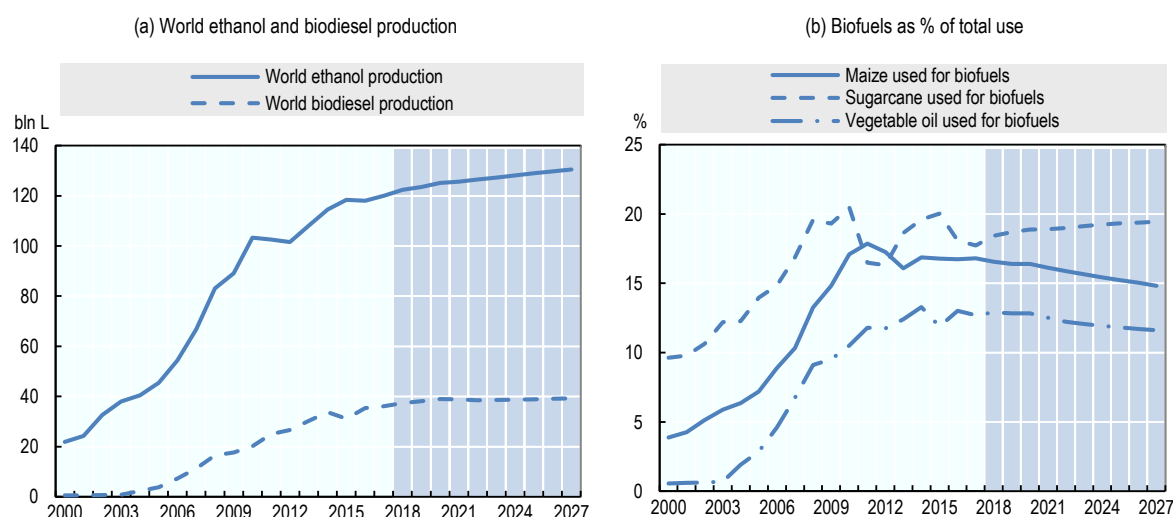 (a) World ethanol and biodiesel production
World ethanol production
World biodiesel production
bln L
140
120
100
80
60
40
20
0
2000 2003 2006 2009 2012 2015 2018 2021 2024 2027
(b) Biofuels as % of total use
Maize used for biofuels
Sugarcane used for biofuels
Vegetable oil used for biofuels
%
25
20
15
10
5
0
2000 2003 2006 2009 2012 2015 2018 2021 2024 2027